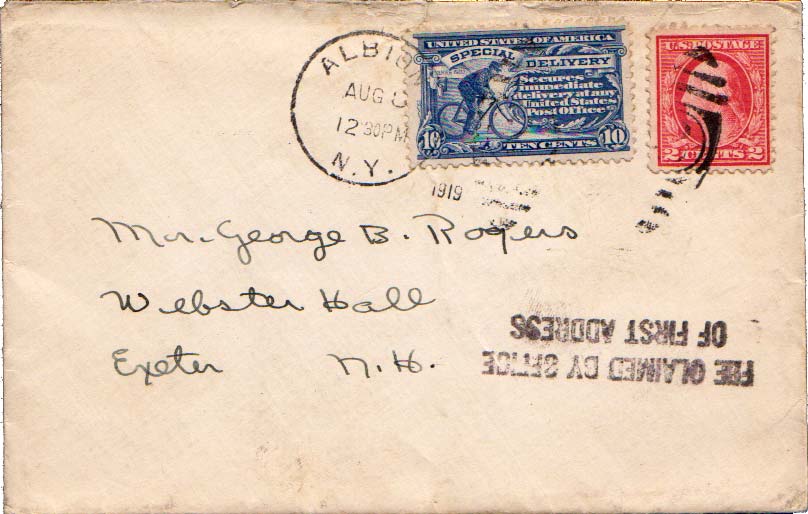 ALBION
AUG
12 30PM
N.Y.
1919
UNITED STATES OF AMERICA
SPECIAL DELIVERY
Secures
immediate
delivery at any
United States
Post Office
10 TEN CENTS 10
U.S. POSTAGE
2 CENTS 2
Mr. George B. Rogers
Webster Hall
Exeter N.H.
FEE CLAIMED BY OFFICE
OF FIRST ADDRESS